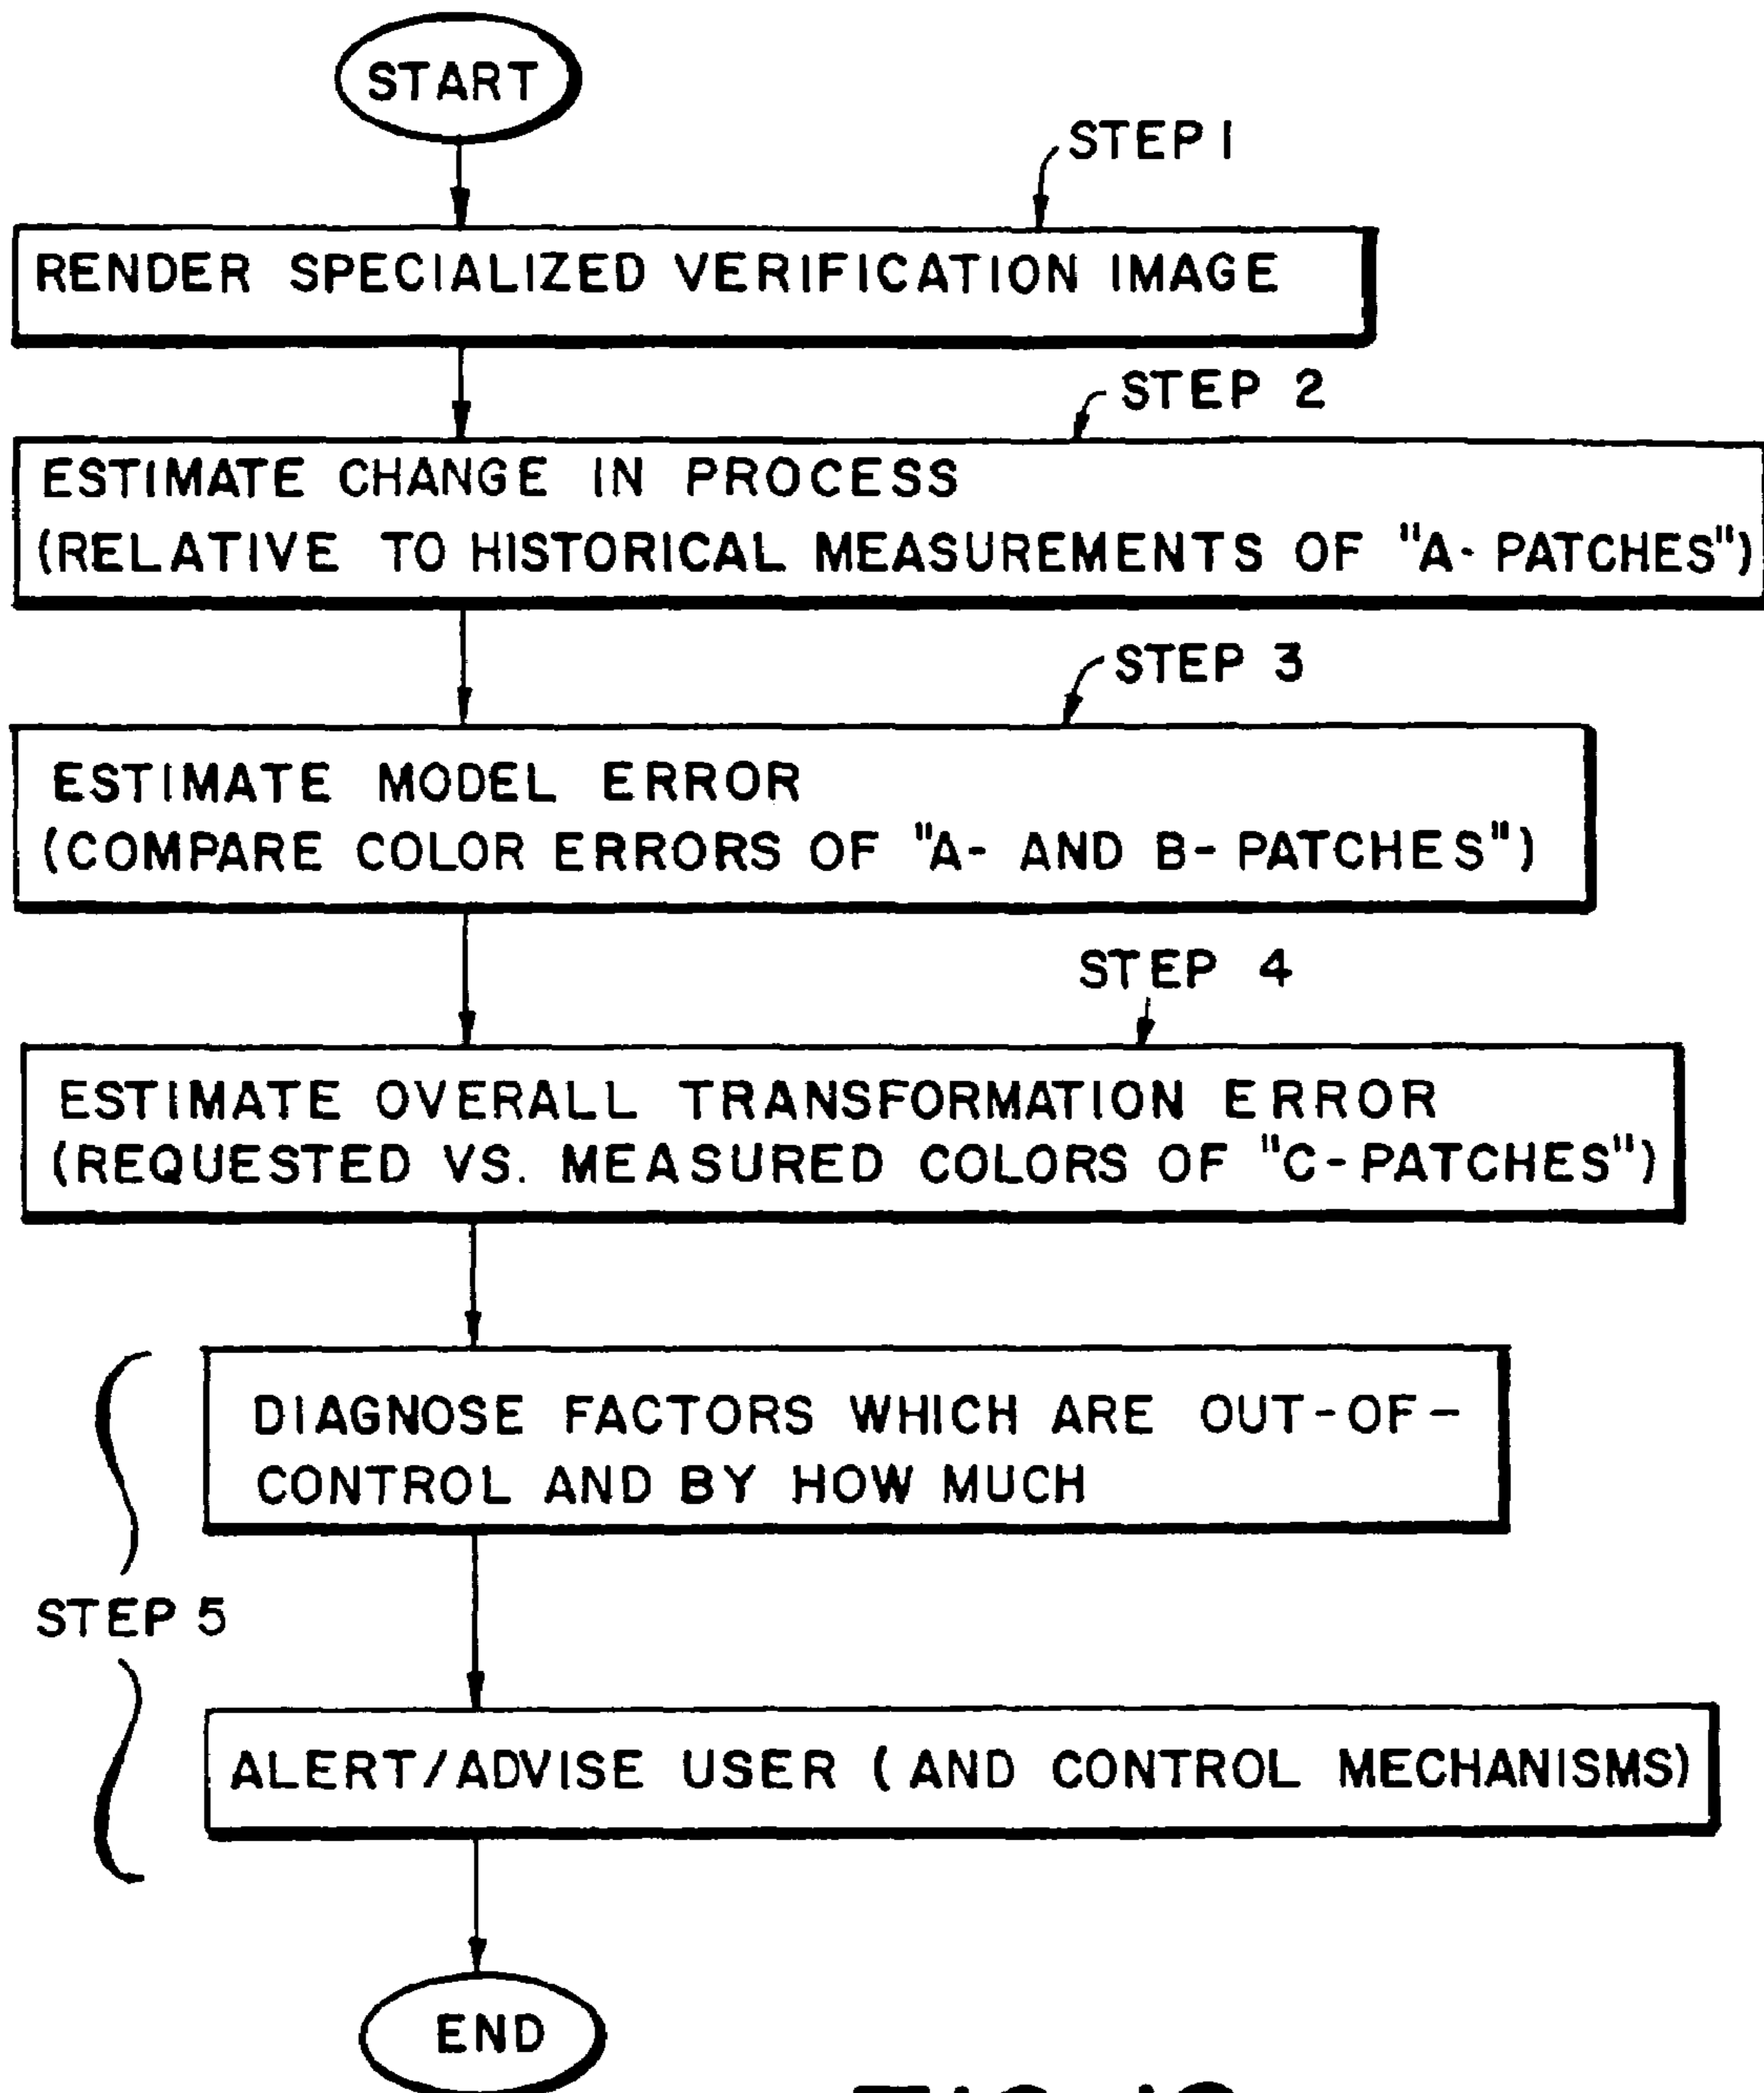 START
STEP 1
RENDER SPECIALIZED VERIFICATION IMAGE
STEP 2
ESTIMATE CHANGE IN PROCESS
(RELATIVE TO HISTORICAL MEASUREMENTS OF "A- PATCHES")
STEP 3
ESTIMATE MODEL ERROR
(COMPARE COLOR ERRORS OF "A- AND B- PATCHES")
STEP 4
ESTIMATE OVERALL TRANSFORMATION ERROR
(REQUESTED VS. MEASURED COLORS OF "C-PATCHES")
DIAGNOSE FACTORS WHICH ARE OUT-OF-
CONTROL AND BY HOW MUCH
STEP 5
ALERT/ADVISE USER (AND CONTROL MECHANISMS)
END